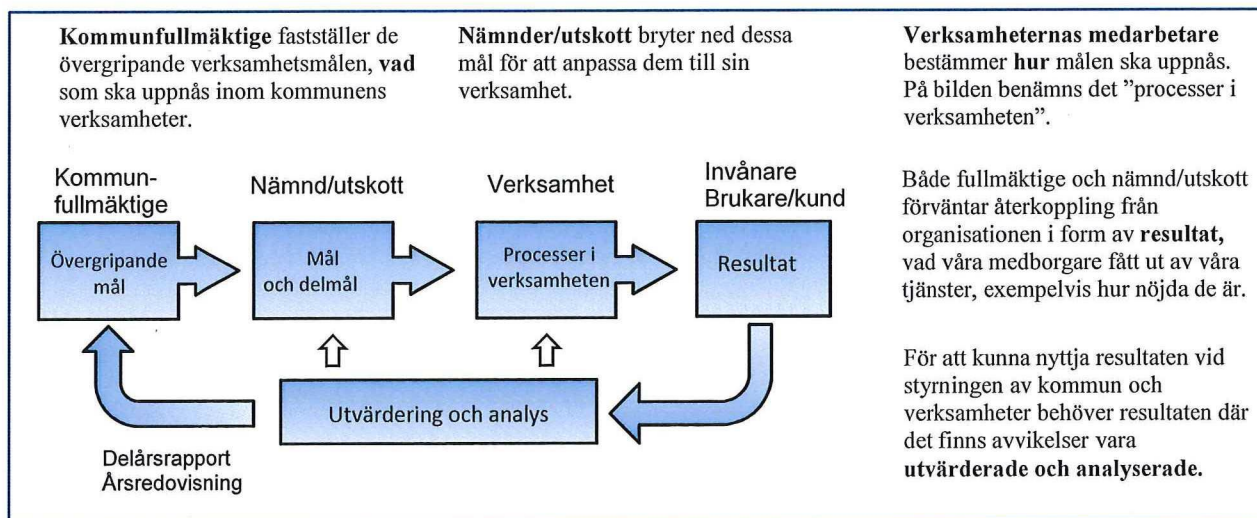 Kommunfullmäktige fastställer de
övergripande verksamhetsmålen, vad
som ska uppnås inom kommunens
verksamheter.
Nämnder/utskott bryter ned dessa
mål för att anpassa dem till sin
verksamhet.
Verksamheternas medarbetare
bestämmer hur målen ska uppnås.
På bilden benämns det ”processer i
verksamheten”.
Både fullmäktige och nämnd/utskott
förväntar återkoppling från
organisationen i form av resultat,
vad våra medborgare fått ut av våra
tjänster, exempelvis hur nöjda de är.
För att kunna nyttja resultaten vid
styrningen av kommun och
verksamheter behöver resultaten där
det finns avvikelser vara
utvärderade och analyserade.
Kommun-
fullmäktige
Nämnd/utskott
Verksamhet
Invånare
Brukare/kund
Övergripande
mål
Mål
och delmål
Processer i
verksamheten
Resultat
Utvärdering och analys
Delårsrapport
Årsredovisning